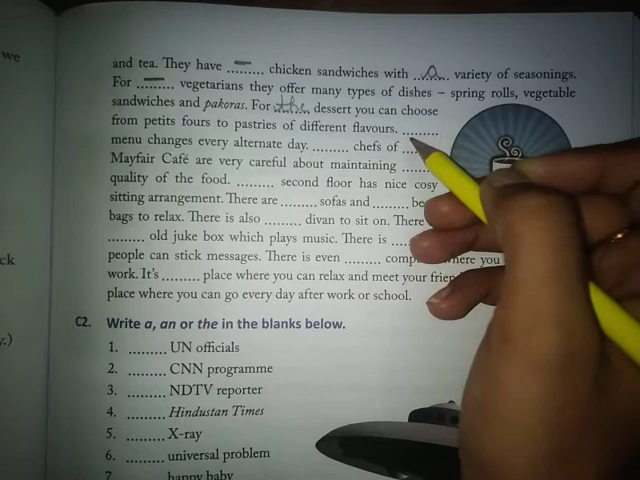 we
and tea. They have – ......... chicken sandwiches with ...a... variety of seasonings.
For – ......... vegetarians they offer many types of dishes – spring rolls, vegetable
sandwiches and pakoras. For the dessert you can choose
from petits fours to pastries of different flavours. .........
menu changes every alternate day. ......... chefs of ....
Mayfair Café are very careful about maintaining .......
quality of the food. ......... second floor has nice cosy
sitting arrangement. There are ......... sofas and ......... be
bags to relax. There is also ......... divan to sit on. There
......... old juke box which plays music. There is ....
people can stick messages. There is even ......... comp where you
work. It's ......... place where you can relax and meet your frien
place where you can go every day after work or school.
ck
y.)
C2. Write a, an or the in the blanks below.
1. ......... UN officials
2. ......... CNN programme
3. ......... NDTV reporter
4. ......... Hindustan Times
5. ......... X-ray
6. ......... universal problem
7. happy baby